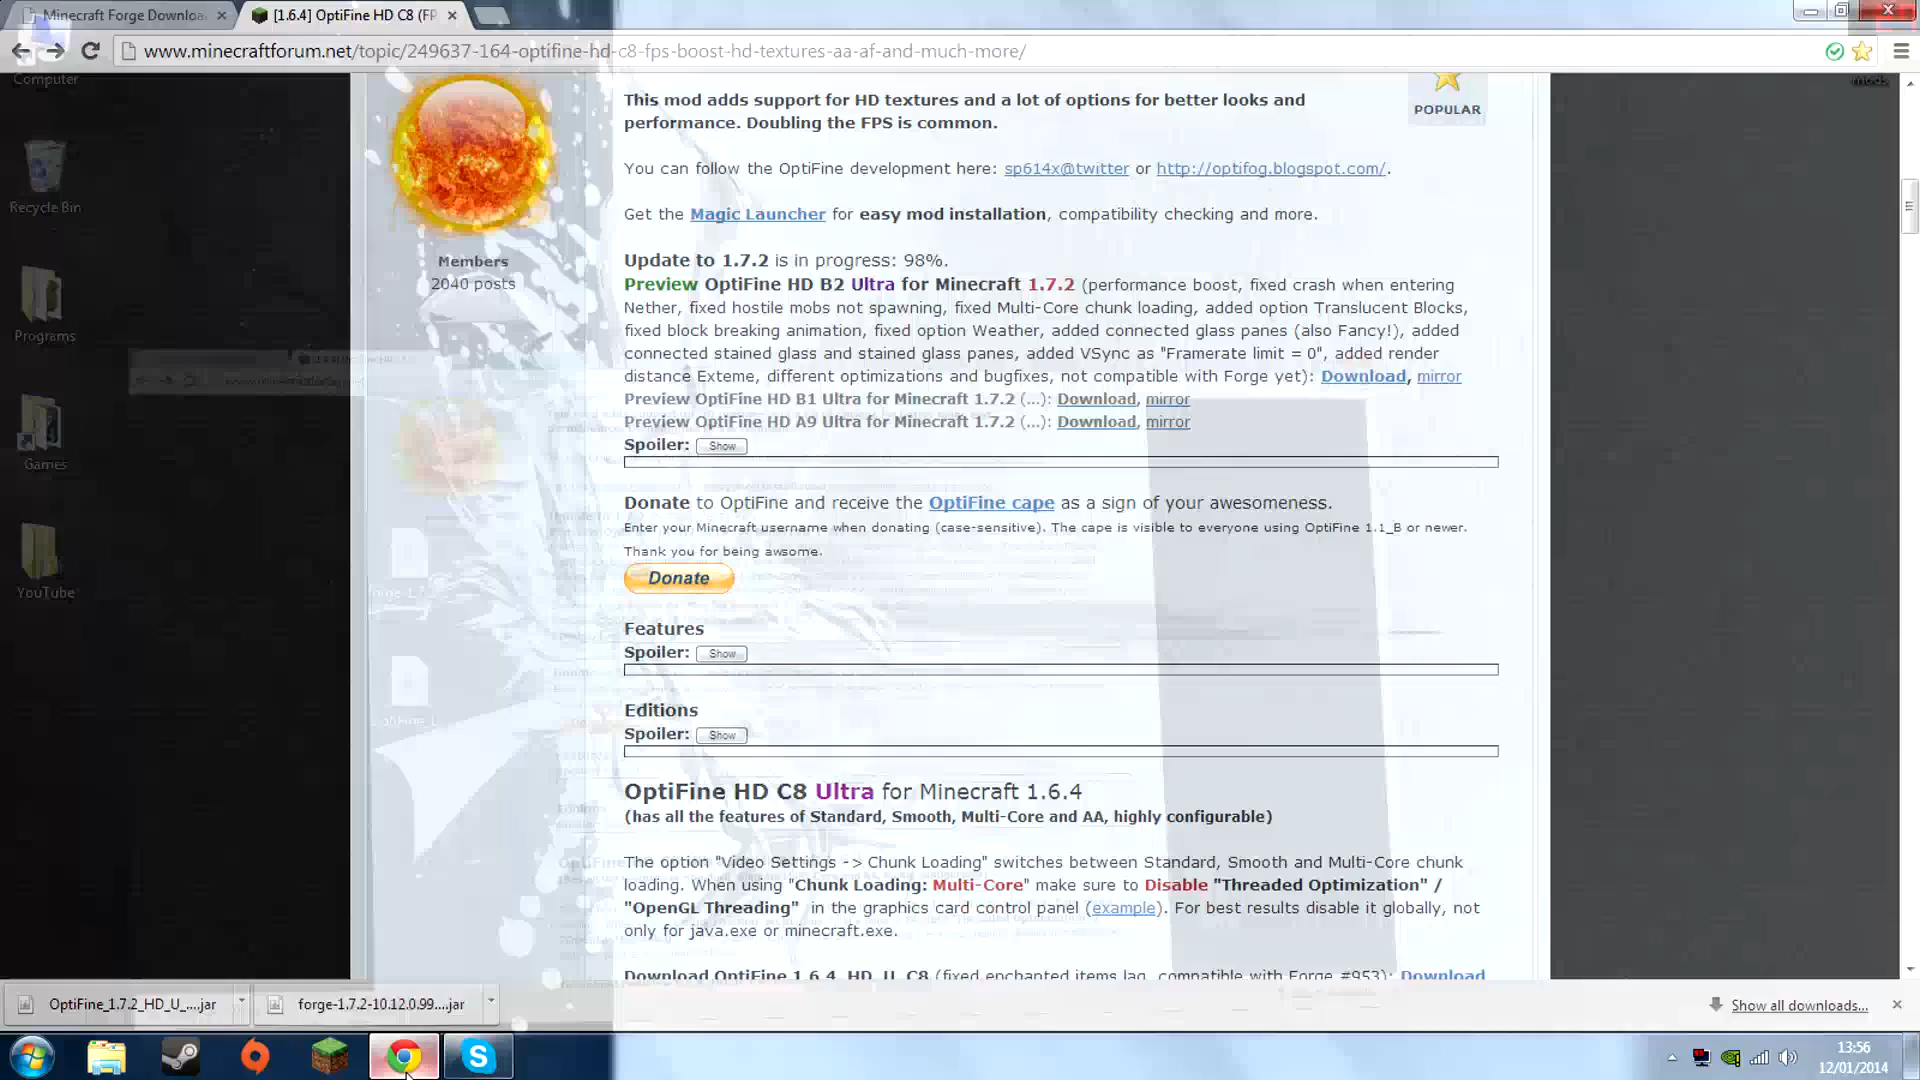 Minecraft Forge Downloa
[1.6.4] OptiFine HD C8 (FP
www.minecraftforum.net/topic/249637-164-optifine-hd-c8-fps-boost-hd-textures-aa-af-and-much-more/
Computer
mods
Recycle Bin
Programs
Games
YouTube
Members
2040 posts
POPULAR
This mod adds support for HD textures and a lot of options for better looks and
performance. Doubling the FPS is common.
You can follow the OptiFine development here: sp614x@twitter or http://optifog.blogspot.com/.
Get the Magic Launcher for easy mod installation, compatibility checking and more.
Update to 1.7.2 is in progress: 98%.
Preview OptiFine HD B2 Ultra for Minecraft 1.7.2 (performance boost, fixed crash when entering
Nether, fixed hostile mobs not spawning, fixed Multi-Core chunk loading, added option Translucent Blocks,
fixed block breaking animation, fixed option Weather, added connected glass panes (also Fancy!), added
connected stained glass and stained glass panes, added VSync as "Framerate limit = 0", added render
distance Exteme, different optimizations and bugfixes, not compatible with Forge yet): Download, mirror
Preview OptiFine HD B1 Ultra for Minecraft 1.7.2 (...): Download, mirror
Preview OptiFine HD A9 Ultra for Minecraft 1.7.2 (...): Download, mirror
Spoiler: Show
Donate to OptiFine and receive the OptiFine cape as a sign of your awesomeness.
Enter your Minecraft username when donating (case-sensitive). The cape is visible to everyone using OptiFine 1.1_B or newer.
Thank you for being awsome.
Donate
Features
Spoiler: Show
Editions
Spoiler: Show
OptiFine HD C8 Ultra for Minecraft 1.6.4
(has all the features of Standard, Smooth, Multi-Core and AA, highly configurable)
The option "Video Settings -> Chunk Loading" switches between Standard, Smooth and Multi-Core chunk
loading. When using "Chunk Loading: Multi-Core" make sure to Disable "Threaded Optimization" /
"OpenGL Threading" in the graphics card control panel (example). For best results disable it globally, not
only for java.exe or minecraft.exe.
Download OptiFine 1.6.4_HD_U_C8 (fixed enchanted items lag, compatible with Forge #953): Download
OptiFine_1.7.2_HD_U_....jar
forge-1.7.2-10.12.0.99....jar
Show all downloads...
13:56
12/01/2014